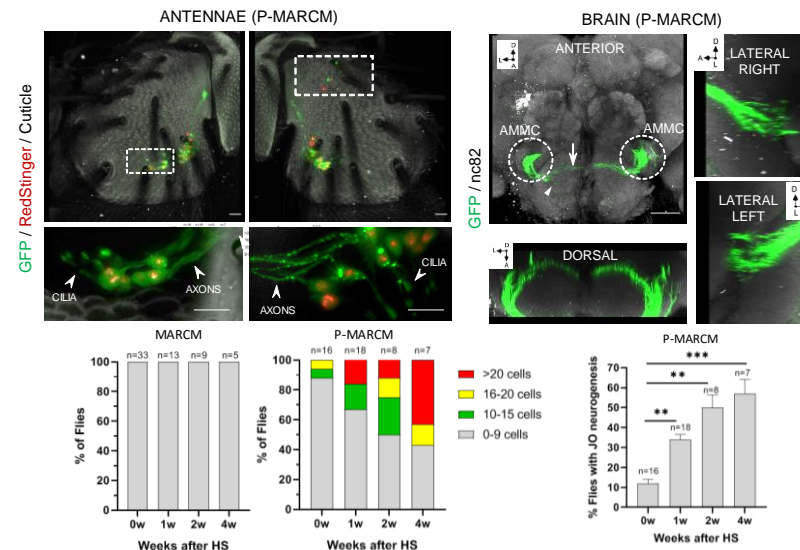 ANTENNAE (P-MARCM)
GFP / RedStinger / Cuticle
CILIA
AXONS
CILIA
AXONS
BRAIN (P-MARCM)
GFP / nc82
ANTERIOR
D
L
A
AMMC
AMMC
D
A
L
LATERAL
RIGHT
D
L
LATERAL
LEFT
D
L
A
DORSAL
MARCM
n=33 n=13 n=9 n=5
100
80
60
40
20
0
% of Flies
0w 1w 2w 4w
Weeks after HS
P-MARCM
n=16 n=18 n=8 n=7
100
80
60
40
20
0
% of Flies
0w 1w 2w 4w
Weeks after HS
>20 cells
16-20 cells
10-15 cells
0-9 cells
P-MARCM
70
60
50
40
30
20
10
0
% Flies with JO neurogenesis
***
**
**
n=16
n=18
n=8
n=7
0w 1w 2w 4w
Weeks after HS